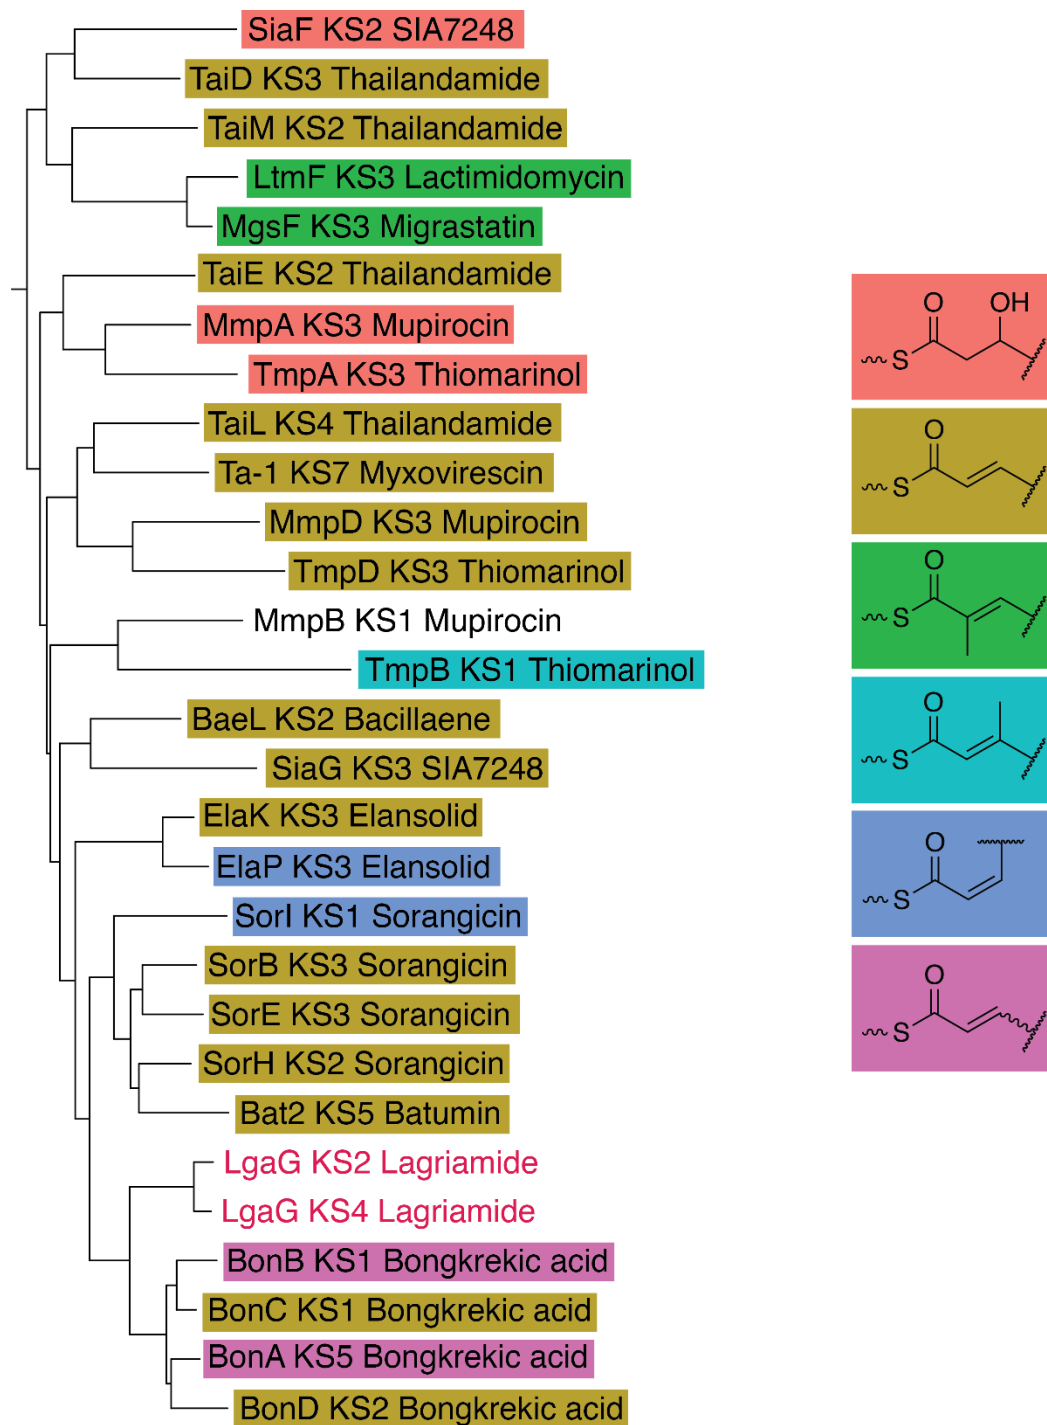 SiaF KS2 SIA7248
TaiD KS3 Thailandamide
TaiM KS2 Thailandamide
LtmF KS3 Lactimidomycin
MgsF KS3 Migrastatin
TaiE KS2 Thailandamide
MmpA KS3 Mupirocin
TmpA KS3 Thiomarinol
TaiL KS4 Thailandamide
Ta-1 KS7 Myxovirescin
MmpD KS3 Mupirocin
TmpD KS3 Thiomarinol
MmpB KS1 Mupirocin
TmpB KS1 Thiomarinol
BaeL KS2 Bacillaene
SiaG KS3 SIA7248
ElaK KS3 Elansolid
ElaP KS3 Elansolid
SorI KS1 Sorangicin
SorB KS3 Sorangicin
SorE KS3 Sorangicin
SorH KS2 Sorangicin
Bat2 KS5 Batumin
LgaG KS2 Lagriamide
LgaG KS4 Lagriamide
BonB KS1 Bongkrekic acid
BonC KS1 Bongkrekic acid
BonA KS5 Bongkrekic acid
BonD KS2 Bongkrekic acid
O OH
S
O
S
O
S
O
S
O
S
O
S